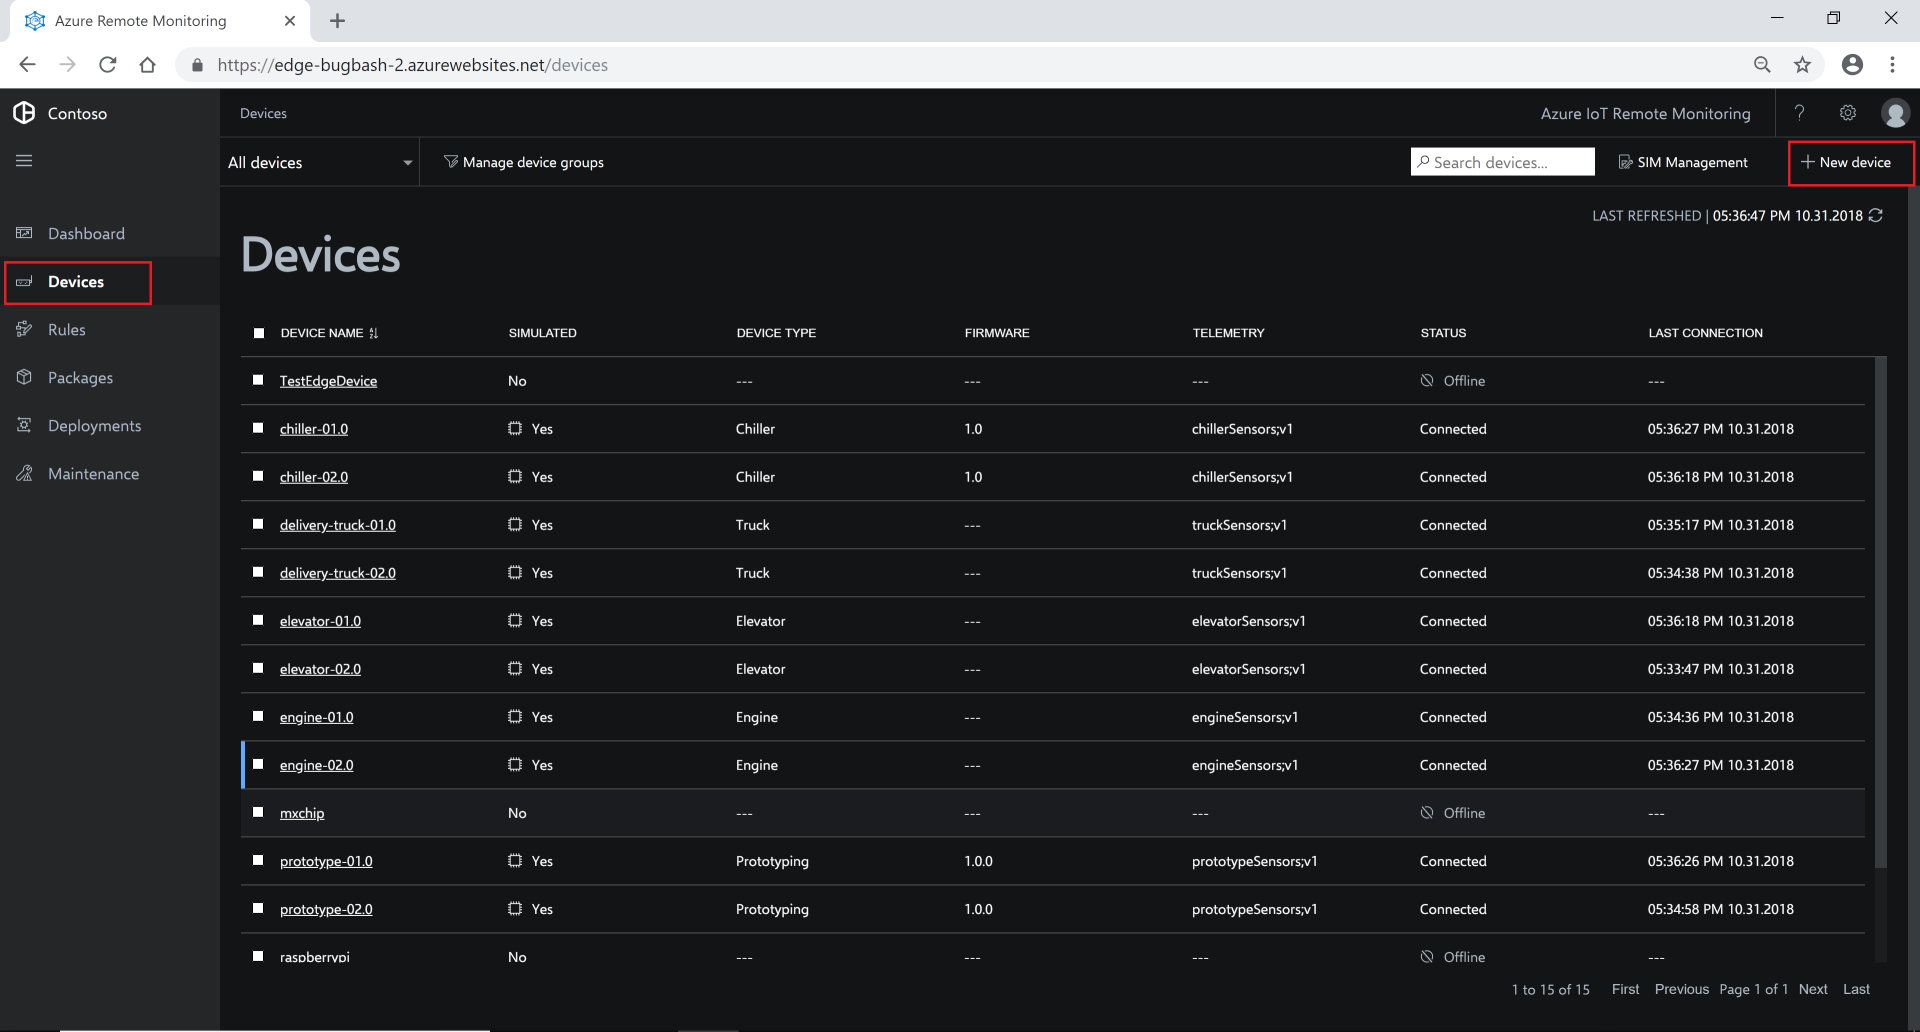 Azure Remote Monitoring
https://edge-bugbash-2.azurewebsites.net/devices
Contoso
Devices
Azure IoT Remote Monitoring
?
All devices
Manage device groups
Search devices...
SIM Management
New device
LAST REFRESHED | 05:36:47 PM 10.31.2018
Dashboard
Devices
Rules
Packages
Deployments
Maintenance
Devices
DEVICE NAME SIMULATED DEVICE TYPE FIRMWARE TELEMETRY STATUS LAST CONNECTION
TestEdgeDevice No --- --- --- Offline ---
chiller-01.0 Yes Chiller 1.0 chillerSensors;v1 Connected 05:36:27 PM 10.31.2018
chiller-02.0 Yes Chiller 1.0 chillerSensors;v1 Connected 05:36:18 PM 10.31.2018
delivery-truck-01.0 Yes Truck --- truckSensors;v1 Connected 05:35:17 PM 10.31.2018
delivery-truck-02.0 Yes Truck --- truckSensors;v1 Connected 05:34:38 PM 10.31.2018
elevator-01.0 Yes Elevator --- elevatorSensors;v1 Connected 05:36:18 PM 10.31.2018
elevator-02.0 Yes Elevator --- elevatorSensors;v1 Connected 05:33:47 PM 10.31.2018
engine-01.0 Yes Engine --- engineSensors;v1 Connected 05:34:36 PM 10.31.2018
engine-02.0 Yes Engine --- engineSensors;v1 Connected 05:36:27 PM 10.31.2018
mxchip No --- --- --- Offline ---
prototype-01.0 Yes Prototyping 1.0.0 prototypeSensors;v1 Connected 05:36:26 PM 10.31.2018
prototype-02.0 Yes Prototyping 1.0.0 prototypeSensors;v1 Connected 05:34:58 PM 10.31.2018
raspberrypi No --- --- --- Offline ---
1 to 15 of 15 First Previous Page 1 of 1 Next Last